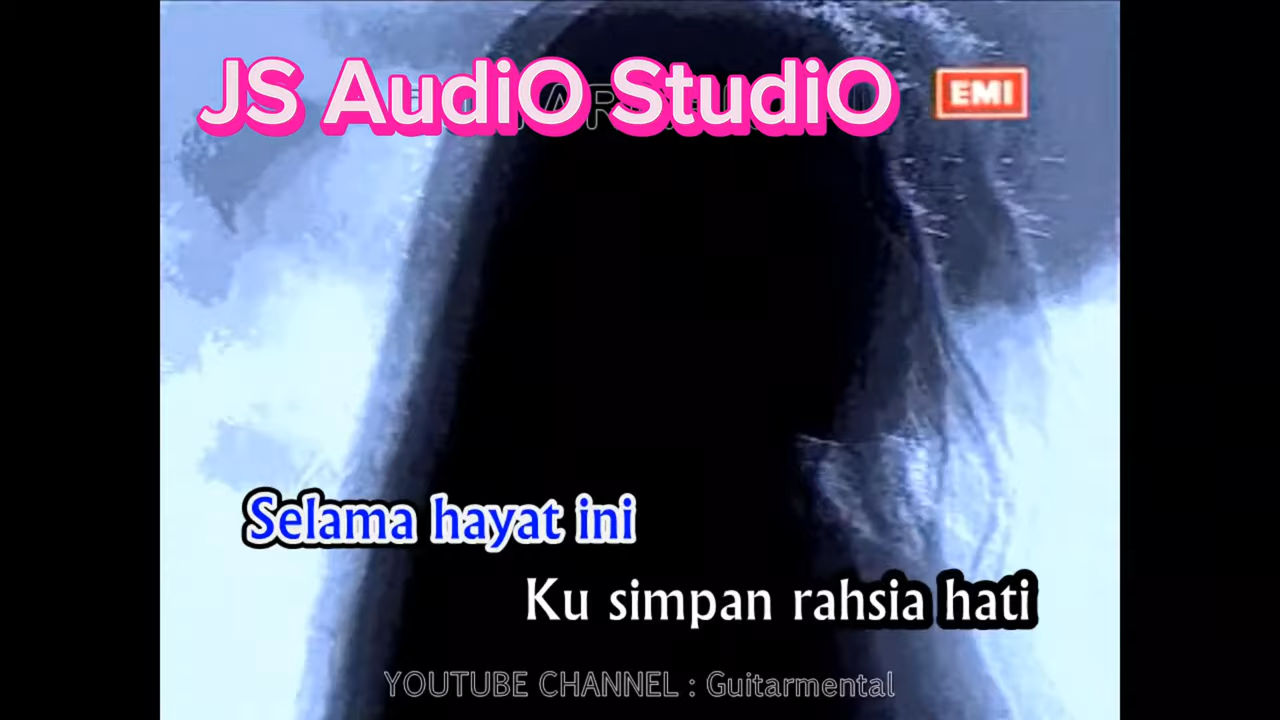 JS AudiO StudiO
EMI
Selama hayat ini
Ku simpan rahsia hati
YOUTUBE CHANNEL : Guitarmental